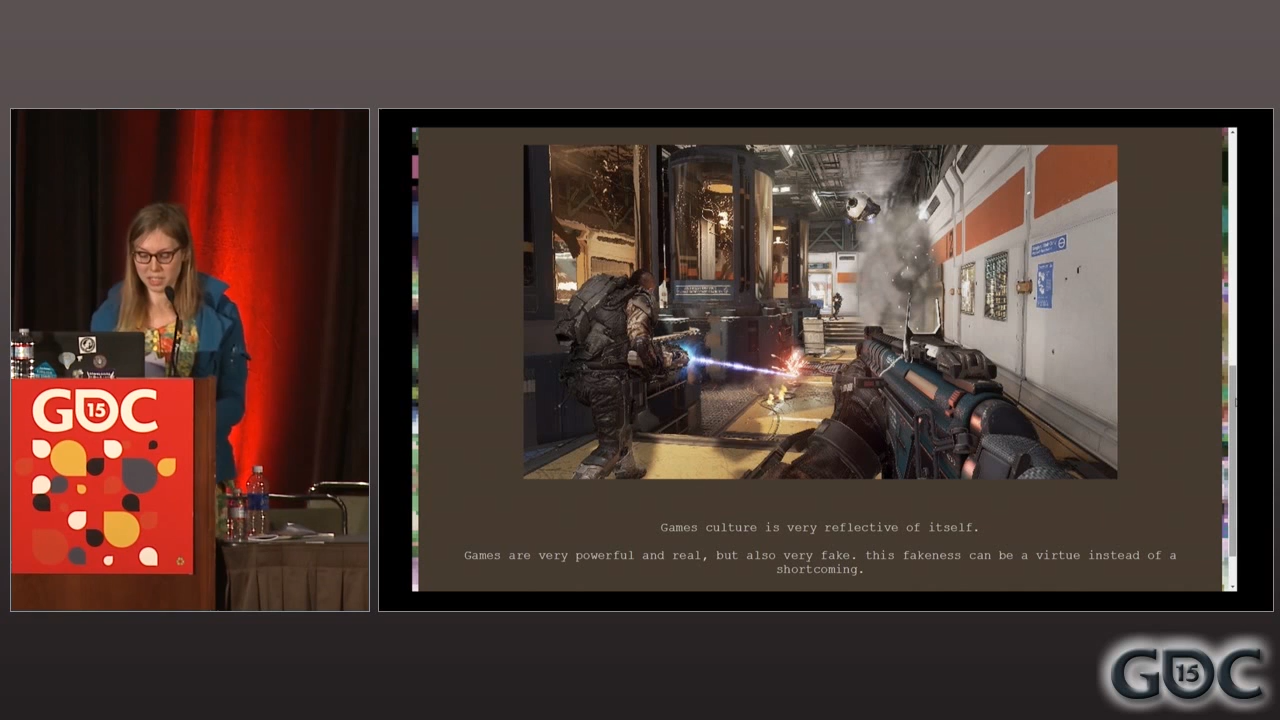 GDC
15
Games culture is very reflective of itself.
Games are very powerful and real, but also very fake. this fakeness can be a virtue instead of a
shortcoming.
GDC
15